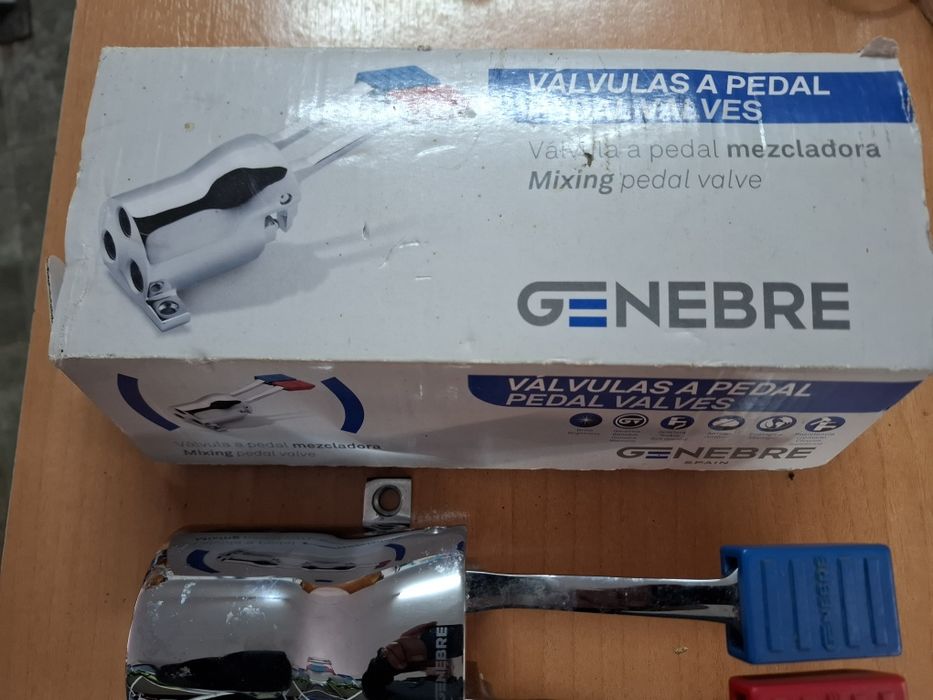 VÁLVULAS A PEDAL
PEDAL VALVES
Válvula a pedal mezcladora
Mixing pedal valve
GENEBRE
VÁLVULAS A PEDAL
PEDAL VALVES
Válvula a pedal mezcladora
Mixing pedal valve
GENEBRE
SPAIN
GENEBRE
GENEBRE